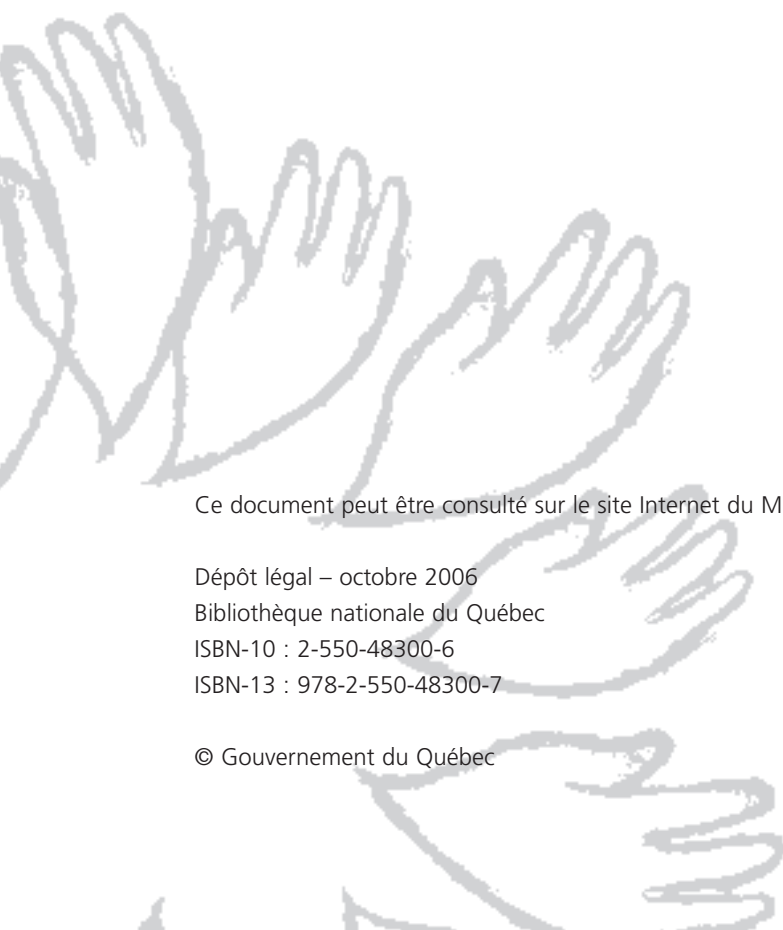 Ce document peut être consulté sur le site Internet du M
Dépôt légal – octobre 2006
Bibliothèque nationale du Québec
ISBN-10 : 2-550-48300-6
ISBN-13 : 978-2-550-48300-7
© Gouvernement du Québec